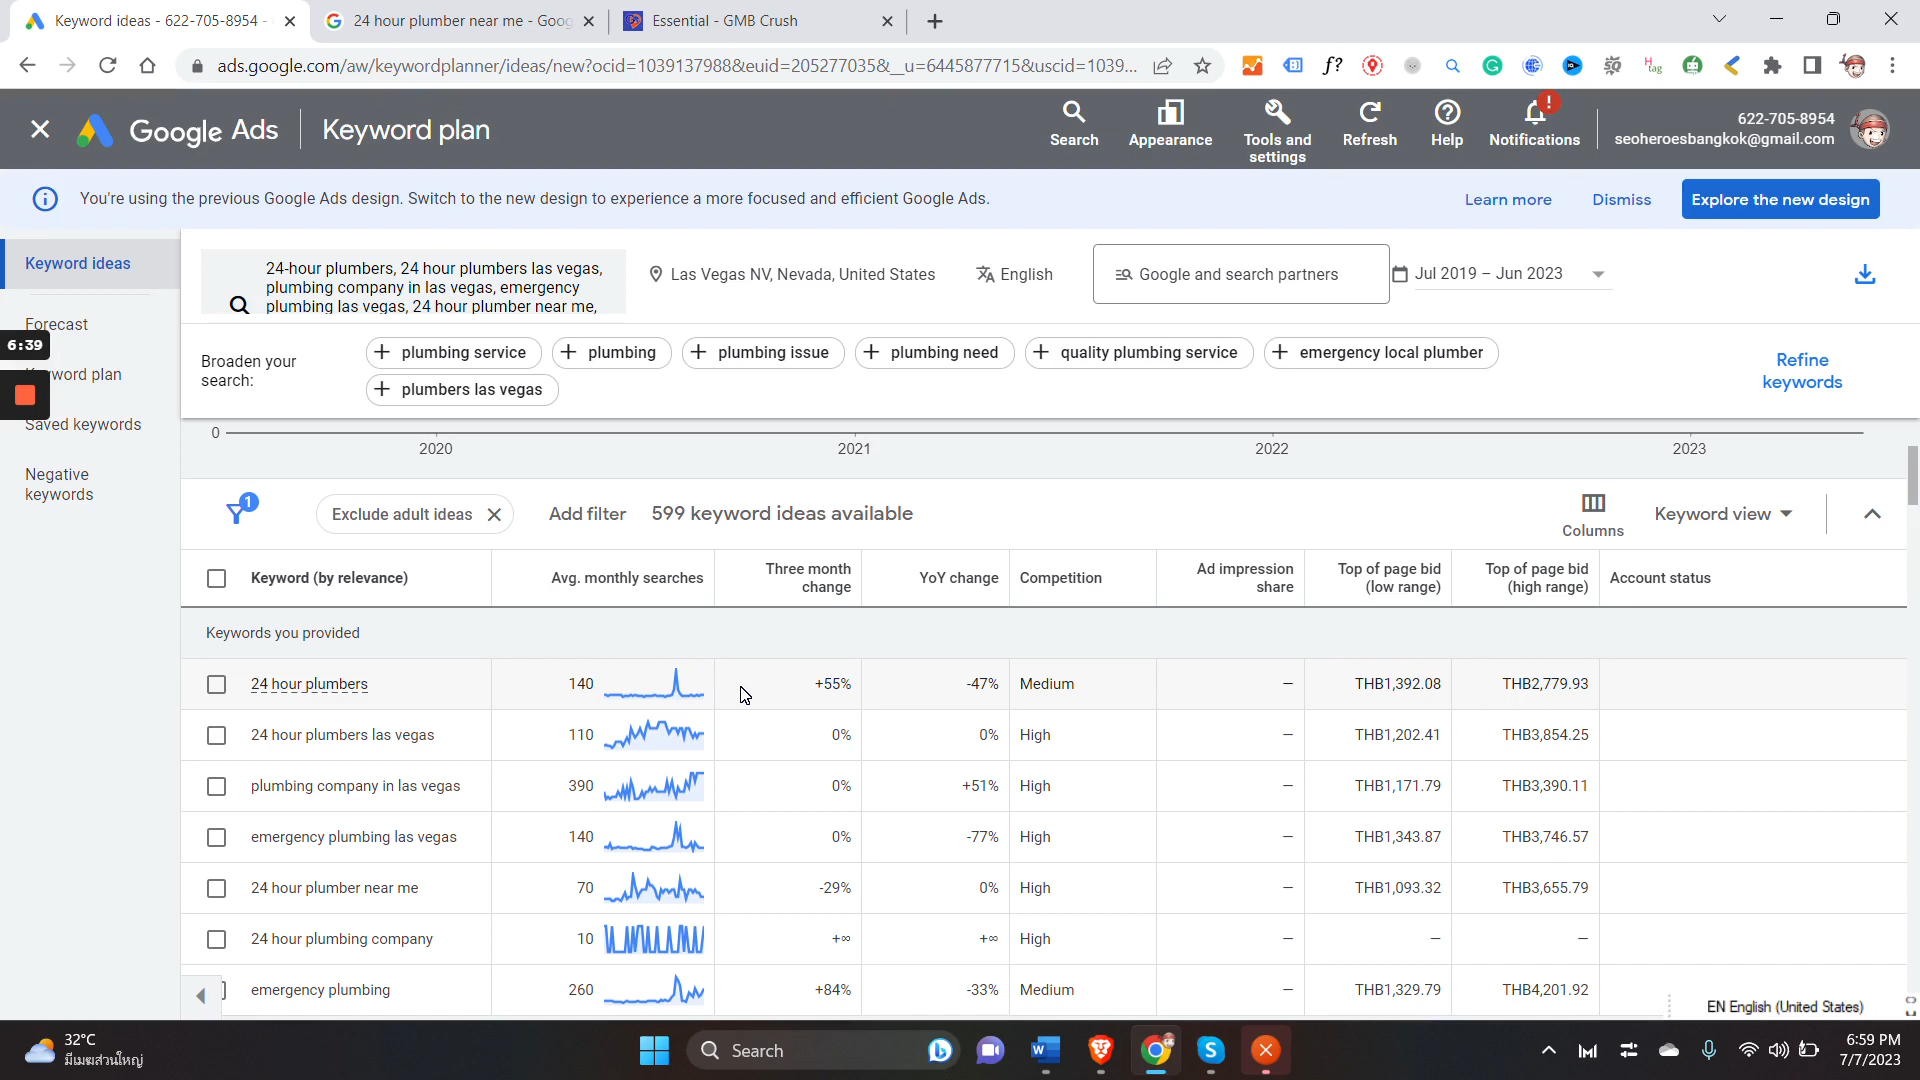 Keyword ideas - 622-705-8954 -
24 hour plumber near me - Goog
Essential - GMB Crush
ads.google.com/aw/keywordplanner/ideas/new?ocid=1039137988&euid=205277035&__u=6445877715&uscid=1039...
Google Ads
Keyword plan
Search
Appearance
Tools and
settings
Refresh
Help
Notifications
622-705-8954
seoheroesbangkok@gmail.com
You're using the previous Google Ads design. Switch to the new design to experience a more focused and efficient Google Ads.
Learn more
Dismiss
Explore the new design
Keyword ideas
Forecast
6:39
word plan
Saved keywords
Negative
keywords
24-hour plumbers, 24 hour plumbers las vegas,
plumbing company in las vegas, emergency
plumbing las vegas, 24 hour plumber near me,
Las Vegas NV, Nevada, United States
English
Google and search partners
Jul 2019 – Jun 2023
Broaden your
search:
plumbing service
plumbing
plumbing issue
plumbing need
quality plumbing service
emergency local plumber
plumbers las vegas
Refine
keywords
0
2020 2021 2022 2023
1
Exclude adult ideas
Add filter
599 keyword ideas available
Columns
Keyword view
Keyword (by relevance) Avg. monthly searches Three month change YoY change Competition Ad impression share Top of page bid (low range) Top of page bid (high range) Account status
Keywords you provided
24 hour plumbers 140 +55% -47% Medium – THB1,392.08 THB2,779.93
24 hour plumbers las vegas 110 0% 0% High – THB1,202.41 THB3,854.25
plumbing company in las vegas 390 0% +51% High – THB1,171.79 THB3,390.11
emergency plumbing las vegas 140 0% -77% High – THB1,343.87 THB3,746.57
24 hour plumber near me 70 -29% 0% High – THB1,093.32 THB3,655.79
24 hour plumbing company 10 +∞ +∞ High – – –
emergency plumbing 260 +84% -33% Medium – THB1,329.79 THB4,201.92
EN English (United States)
32°C
มีเมฆส่วนใหญ่
Search
6:59 PM
7/7/2023